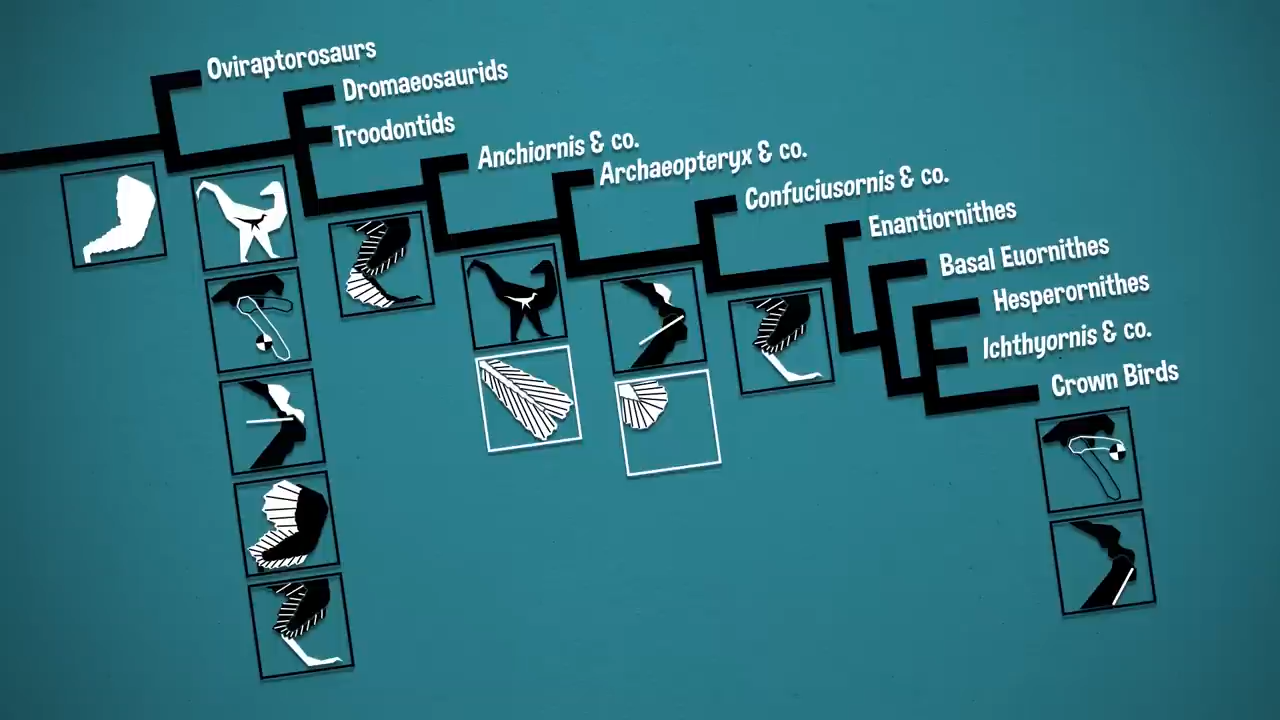 Oviraptorosaurs
Dromaeosaurids
Troodontids
Anchiornis & co.
Archaeopteryx & co.
Confuciusornis & co.
Enantiornithes
Basal Euornithes
Hesperornithes
Ichthyornis & co.
Crown Birds